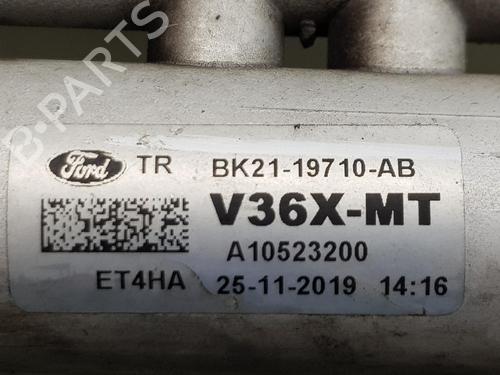 B-PARTS
Ford TR BK21-19710-AB
V36X-MT
A10523200
ET4HA 25-11-2019 14:16